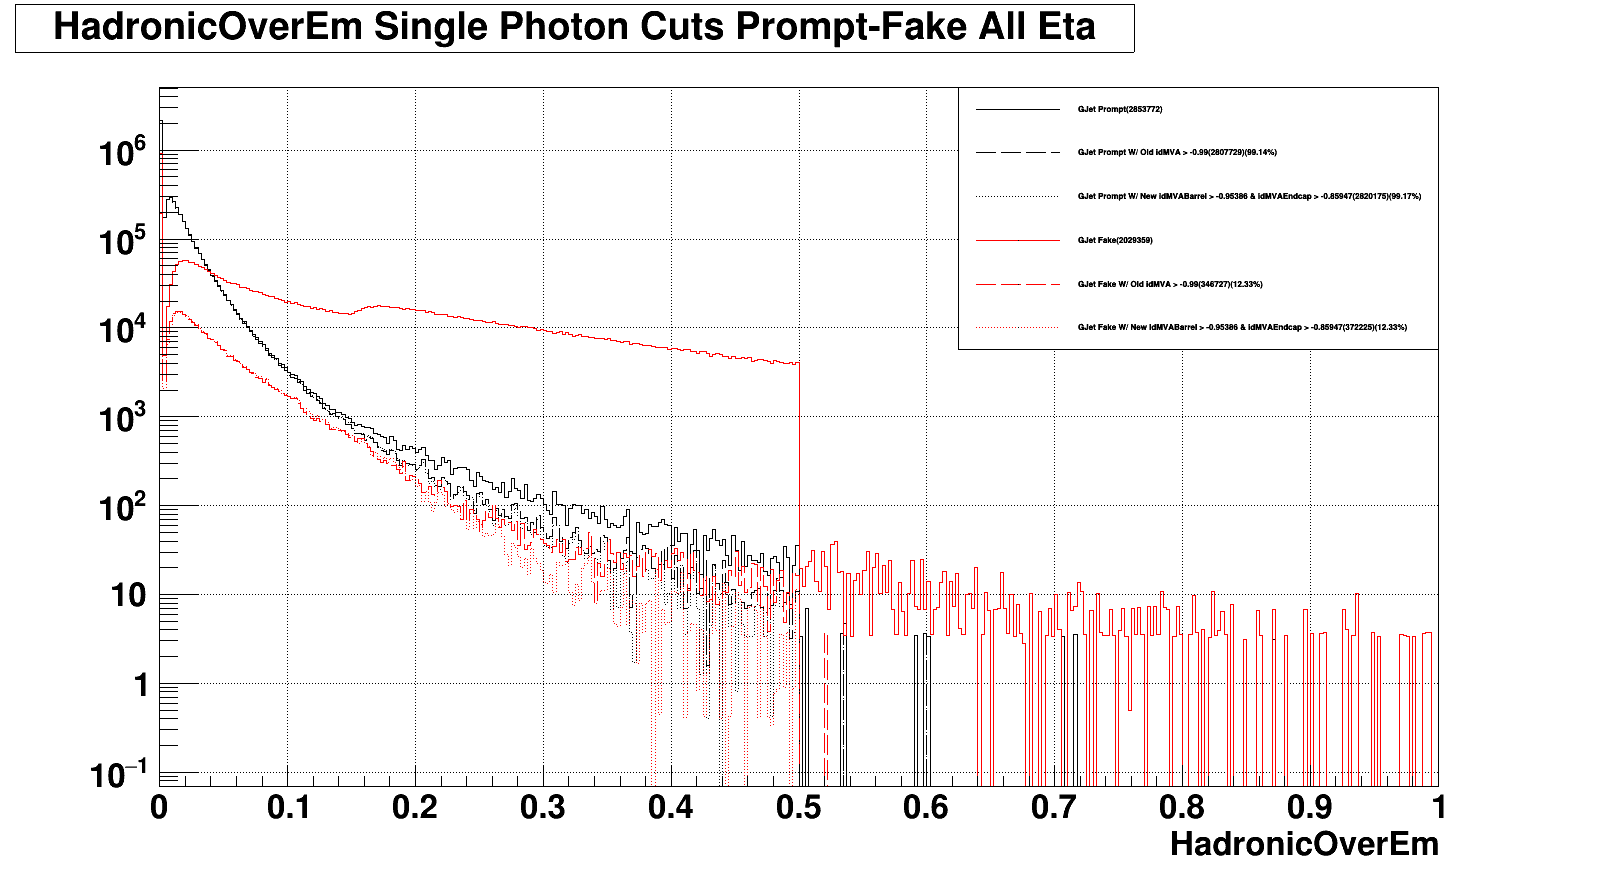 HadronicOverEm Single Photon Cuts Prompt-Fake All Eta
GJet Prompt(2853772)
GJet Prompt W/ Old idMVA > -0.99(2807729)(99.14%)
GJet Prompt W/ New idMVABarrel > -0.95386 & idMVAEndcap > -0.85947(2820175)(99.17%)
GJet Fake(2029359)
GJet Fake W/ Old idMVA > -0.99(346727)(12.33%)
GJet Fake W/ New idMVABarrel > -0.95386 & idMVAEndcap > -0.85947(372225)(12.33%)
10^6
10^5
10^4
10^3
10^2
10
1
10^−1
0 0.1 0.2 0.3 0.4 0.5 0.6 0.7 0.8 0.9 1
HadronicOverEm